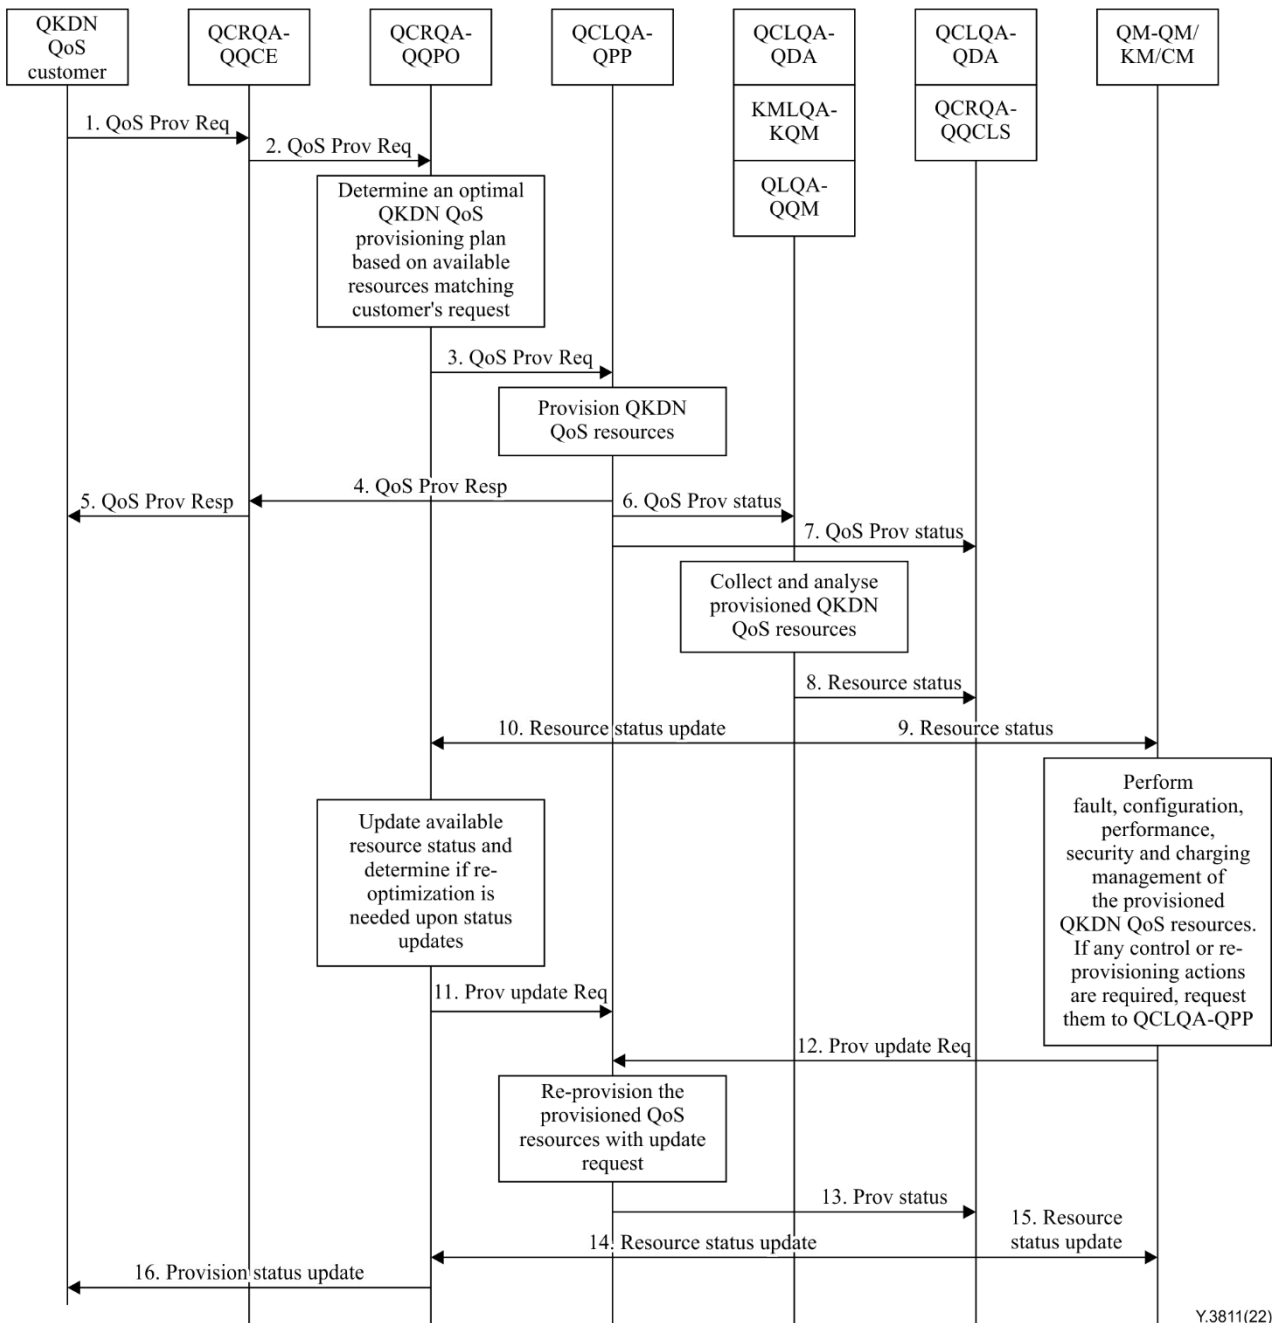 QKDN
QoS
customer
QCRQA-
QQCE
QCRQA-
QQPO
QCLQA-
QPP
QCLQA-
QDA
KMLQA-
KQM
QLQA-
QQM
QCLQA-
QDA
QCRQA-
QQCLS
QM-QM/
KM/CM
1. QoS Prov Req
2. QoS Prov Req
Determine an optimal
QKDN QoS
provisioning plan
based on available
resources matching
customer's request
3. QoS Prov Req
Provision QKDN
QoS resources
4. QoS Prov Resp
5. QoS Prov Resp
6. QoS Prov status
7. QoS Prov status
Collect and analyse
provisioned QKDN
QoS resources
8. Resource status
10. Resource status update
9. Resource status
Update available
resource status and
determine if re-
optimization is
needed upon status
updates
Perform
fault, configuration,
performance,
security and charging
management of
the provisioned
QKDN QoS resources.
If any control or re-
provisioning actions
are required, request
them to QCLQA-QPP
11. Prov update Req
12. Prov update Req
Re-provision the
provisioned QoS
resources with update
request
13. Prov status
14. Resource status update
15. Resource
status update
16. Provision status update
Y.3811(22)